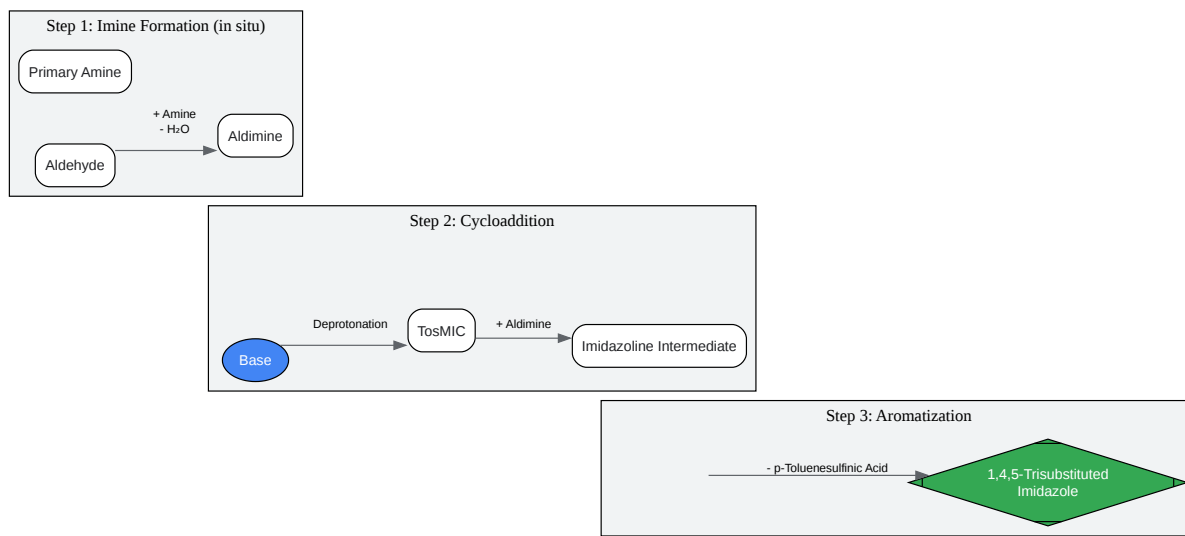 Step 1: Imine Formation (in situ)
Primary Amine
+ Amine
- H₂O
Aldehyde
Aldimine
Step 2: Cycloaddition
Base
Deprotonation
TosMIC
+ Aldimine
Imidazoline Intermediate
Step 3: Aromatization
- p-Toluenesulfinic Acid
1,4,5-Trisubstituted
Imidazole